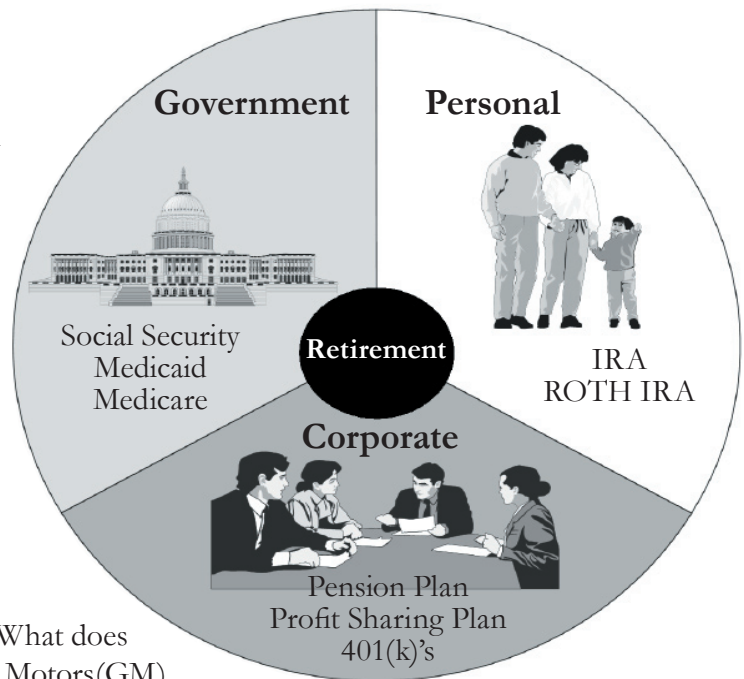 Government
Personal
Social Security
Medicaid
Medicare
Retirement
IRA
ROTH IRA
Corporate
Pension Plan
Profit Sharing Plan
401(k)'s
What does
Motors(GM)